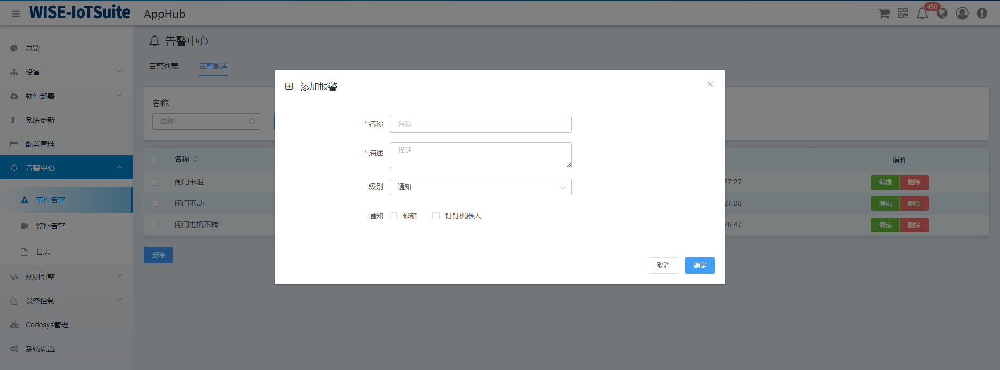 WISE-IoTSuite AppHub
456
总览
设备
软件部署
系统更新
配置管理
告警中心
事件告警
监控告警
日志
规则引擎
设备控制
Codesys管理
系统设置
告警中心
告警列表 告警配置
名称
名称
名称 操作
闸门卡阻 27:27 编辑 删除
闸门不动 27:08 编辑 删除
闸门电机不转 26:47 编辑 删除
删除
添加报警
* 名称 名称
* 描述 描述
级别 通知
通知 邮箱 钉钉机器人
取消 确定